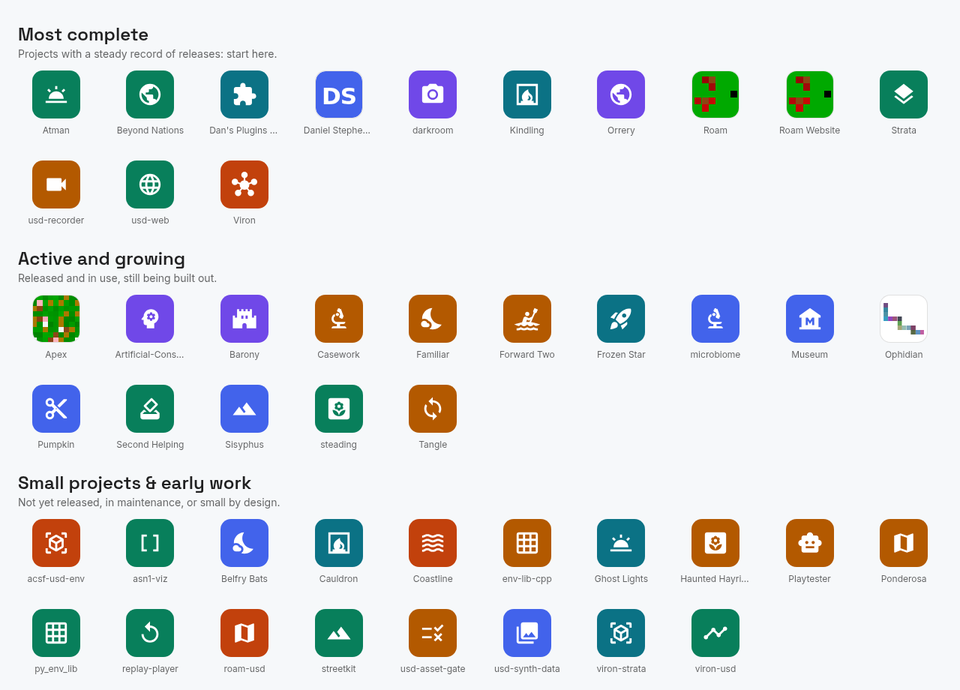 Most complete
Projects with a steady record of releases: start here.
DS
Atman Beyond Nations Dan's Plugins ... Daniel Stephe... darkroom Kindling Orrery Roam Roam Website Strata
usd-recorder usd-web Viron
Active and growing
Released and in use, still being built out.
M
Apex Artificial-Cons... Barony Casework Familiar Forward Two Frozen Star microbiome Museum Ophidian
Pumpkin Second Helping Sisyphus steading Tangle
Small projects & early work
Not yet released, in maintenance, or small by design.
acsf-usd-env asn1-viz Belfry Bats Cauldron Coastline env-lib-cpp Ghost Lights Haunted Hayri... Playtester Ponderosa
py_env_lib replay-player roam-usd streetkit usd-asset-gate usd-synth-data viron-strata viron-usd